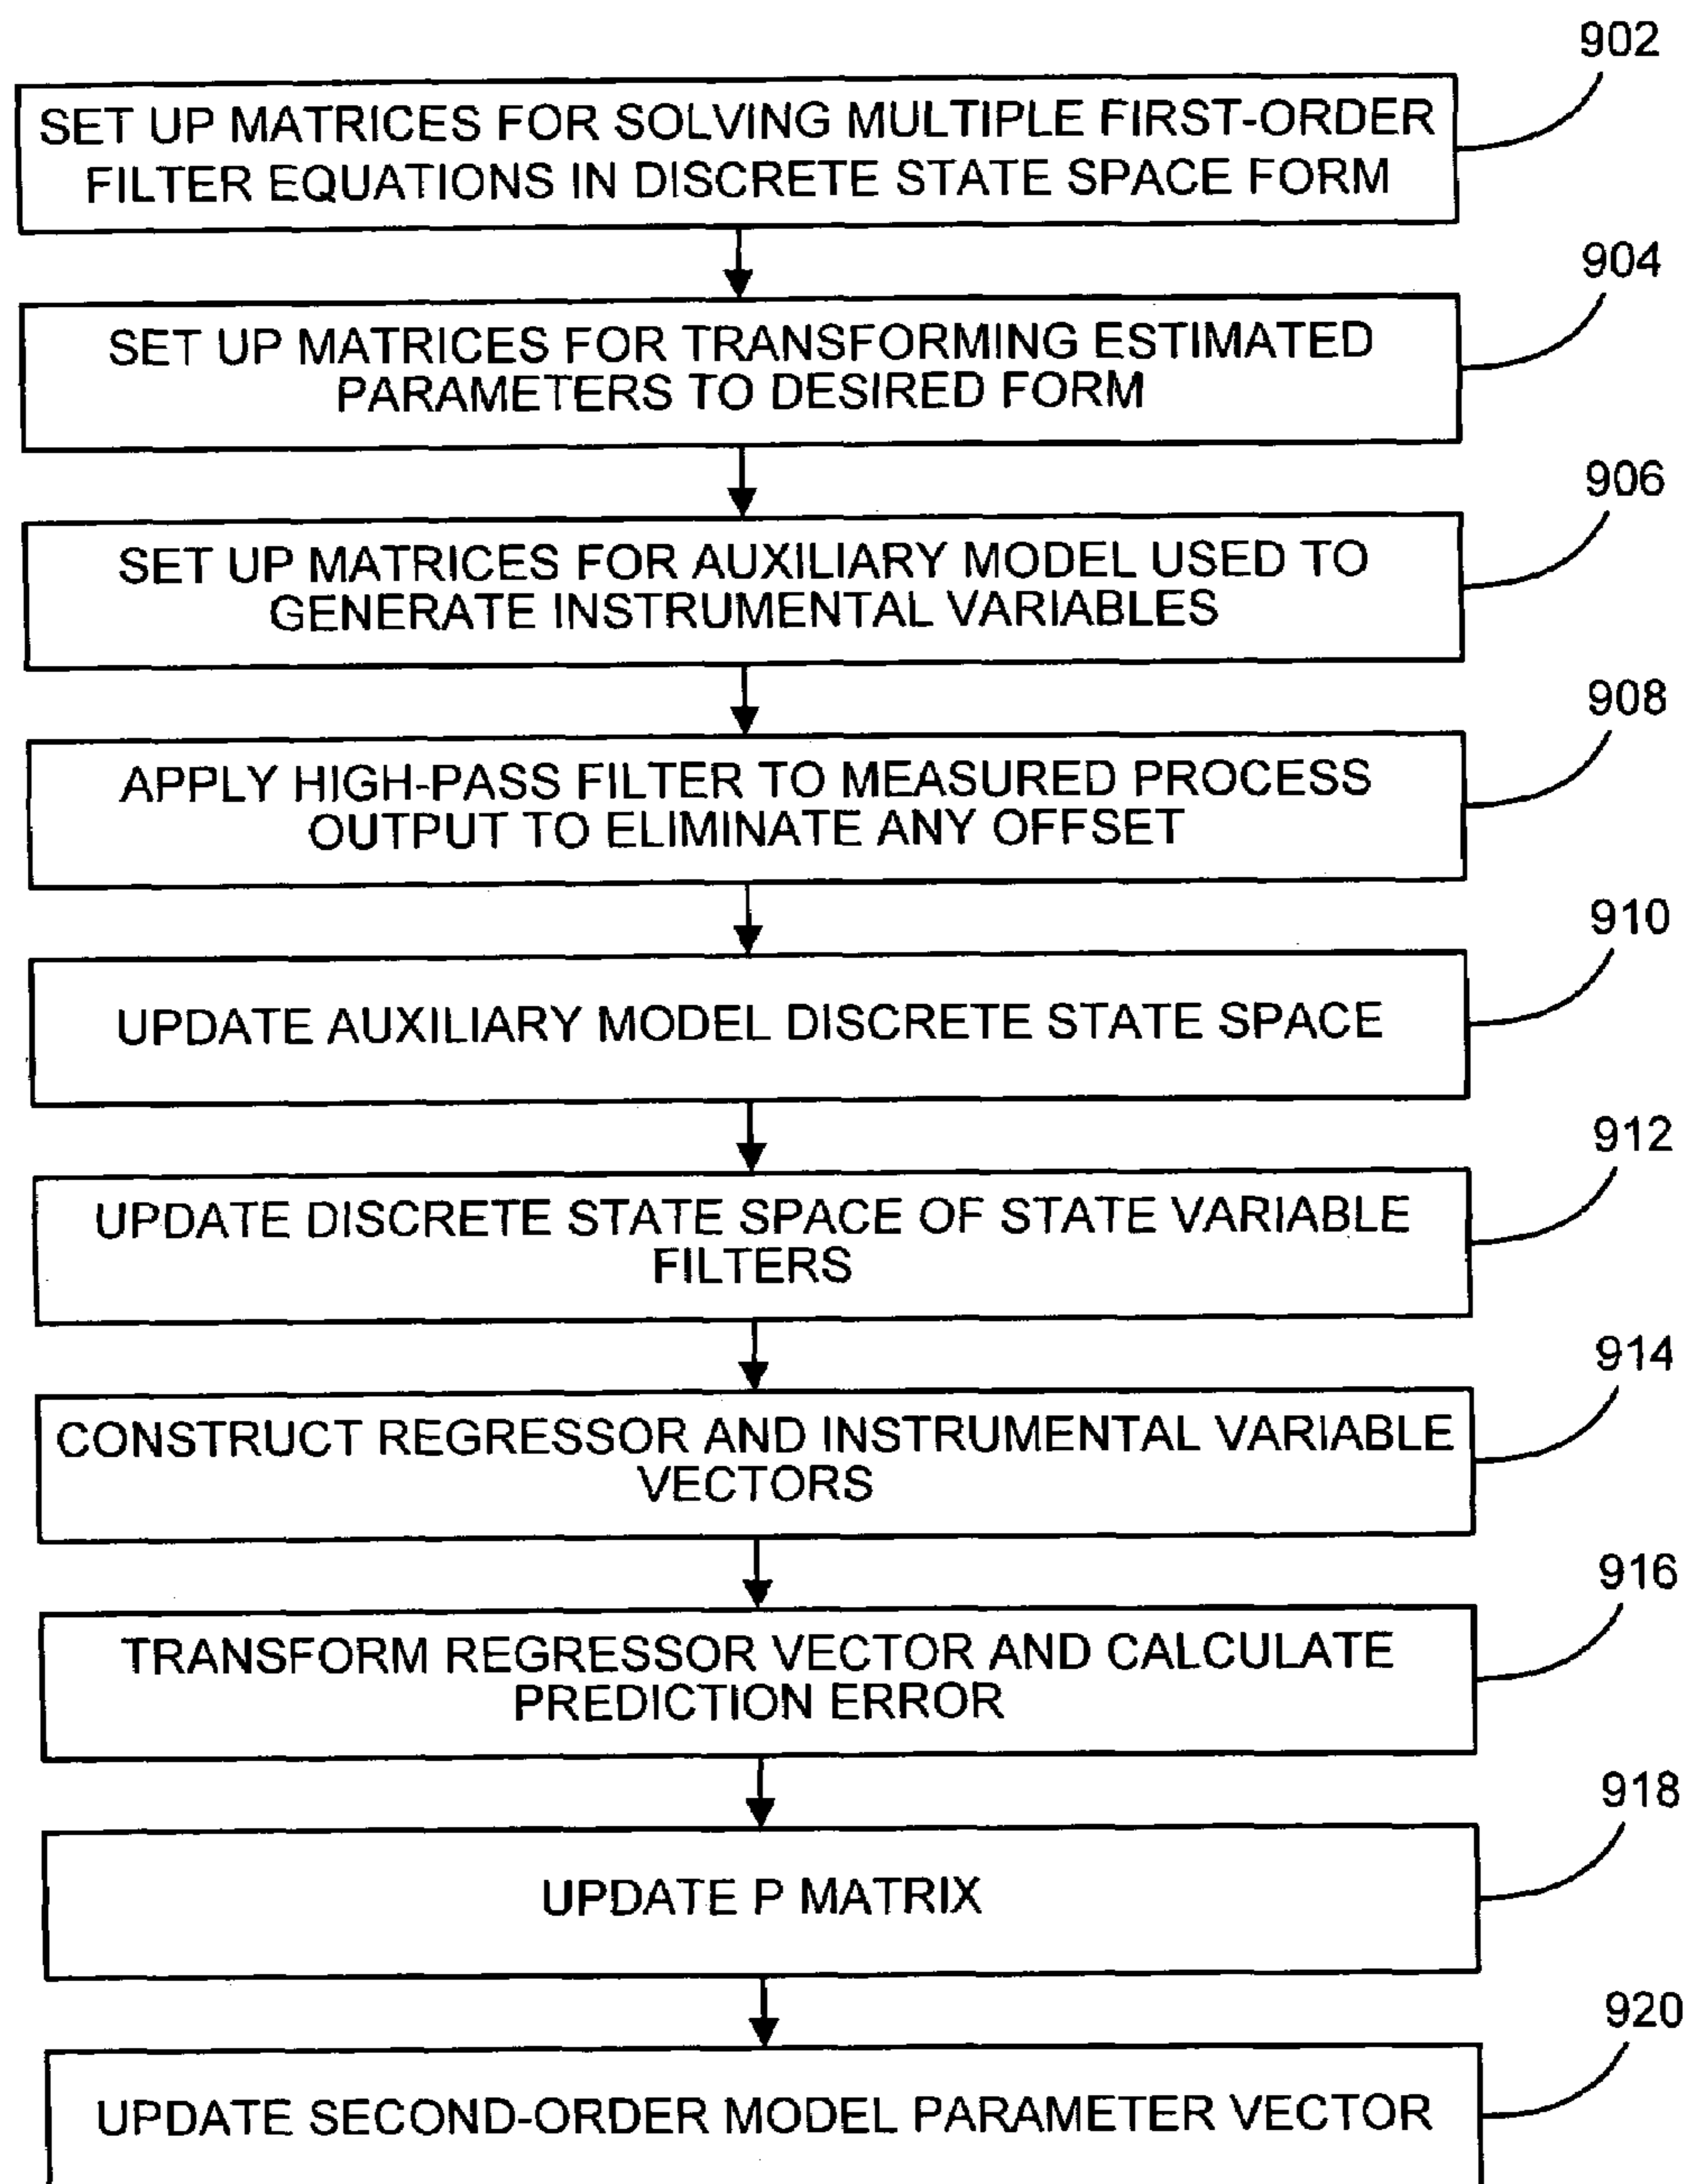 902
SET UP MATRICES FOR SOLVING MULTIPLE FIRST-ORDER
FILTER EQUATIONS IN DISCRETE STATE SPACE FORM
904
SET UP MATRICES FOR TRANSFORMING ESTIMATED
PARAMETERS TO DESIRED FORM
906
SET UP MATRICES FOR AUXILIARY MODEL USED TO
GENERATE INSTRUMENTAL VARIABLES
908
APPLY HIGH-PASS FILTER TO MEASURED PROCESS
OUTPUT TO ELIMINATE ANY OFFSET
910
UPDATE AUXILIARY MODEL DISCRETE STATE SPACE
912
UPDATE DISCRETE STATE SPACE OF STATE VARIABLE
FILTERS
914
CONSTRUCT REGRESSOR AND INSTRUMENTAL VARIABLE
VECTORS
916
TRANSFORM REGRESSOR VECTOR AND CALCULATE
PREDICTION ERROR
918
UPDATE P MATRIX
920
UPDATE SECOND-ORDER MODEL PARAMETER VECTOR